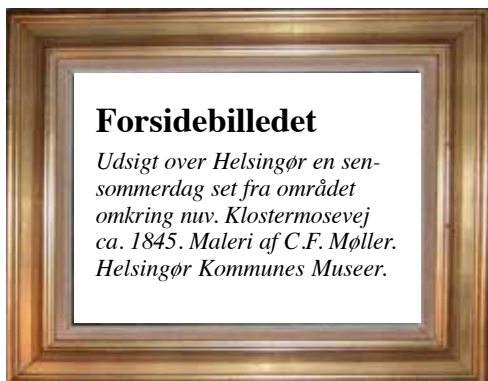 Forsidebilledet
Udsigt over Helsingør en sen-
sommerdag set fra området
omkring nuv. Klostermosevej
ca. 1845. Maleri af C.F. Møller.
Helsingør Kommunes Museer.